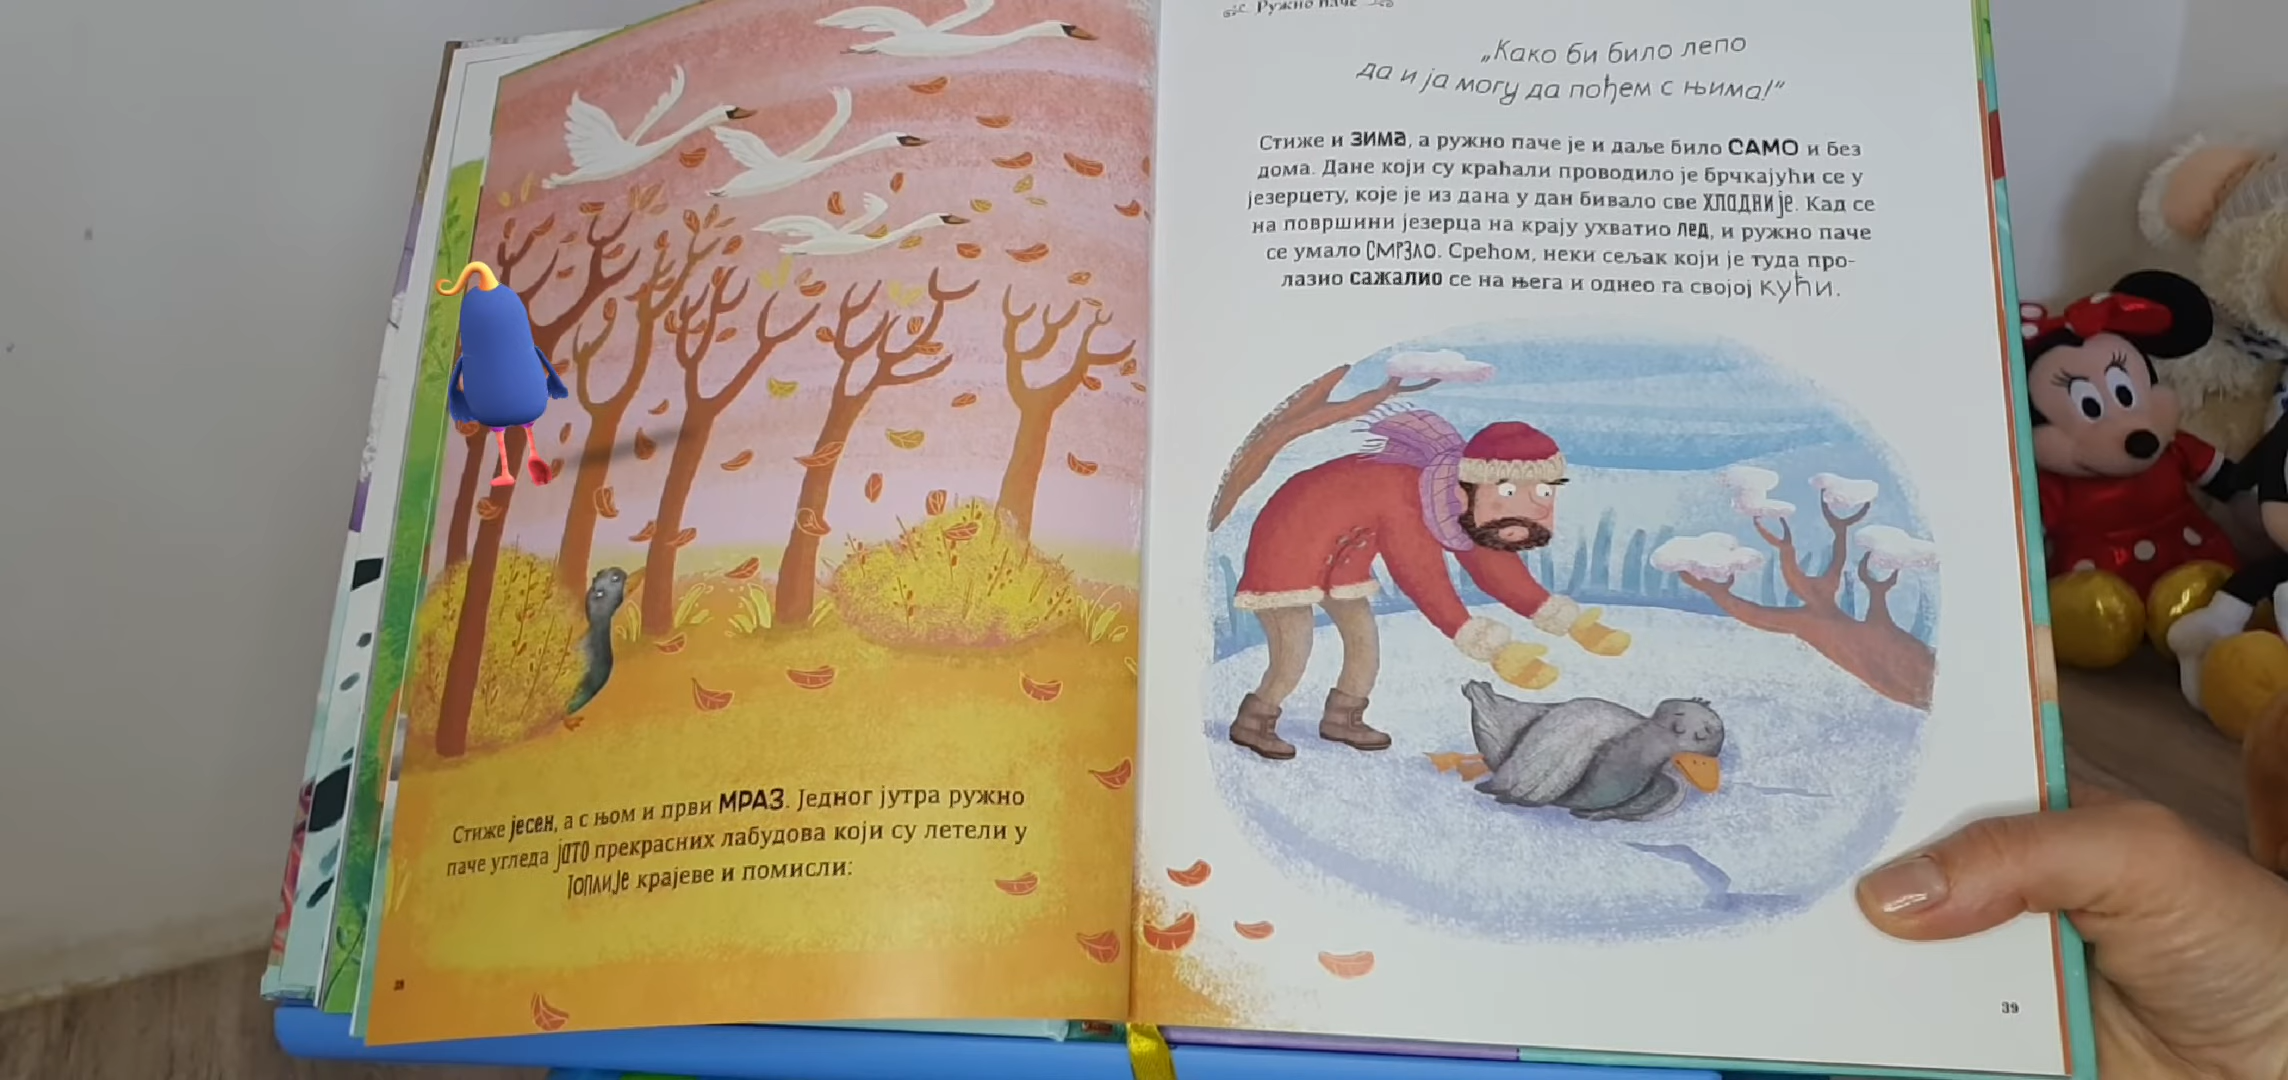 Стиже јесен, а с њом и први МРАЗ. Једног јутра ружно
паче угледа јато прекрасних лабудова који су летели у
топлије крајеве и помисли:
38
Ружно паче
„Како би било лепо
да и ја могу да пођем с њима!“
Стиже и ЗИМА, а ружно паче је и даље било САМО и без
дома. Дане који су краћали проводило је брчкајући се у
језерцету, које је из дана у дан бивало све ХЛАДНИЈЕ. Кад се
на површини језерца на крају ухватио лед, и ружно паче
се умало СМРЗЛО. Срећом, неки сељак који је туда про-
лазио сажалио се на њега и однео га својој кући.
39